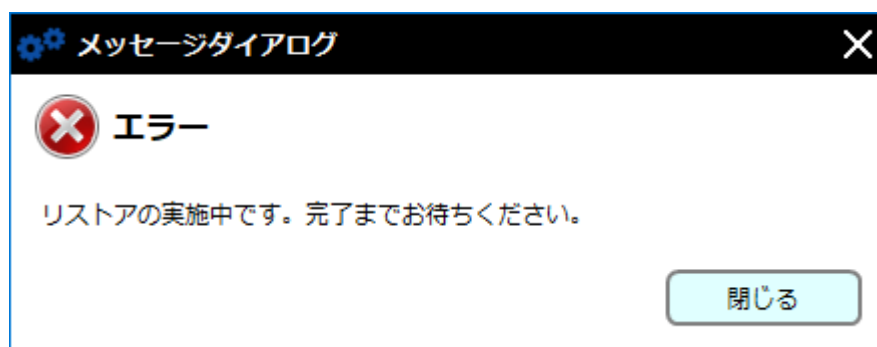 メッセージダイアログ
エラー
リストアの実施中です。完了までお待ちください。
閉じる